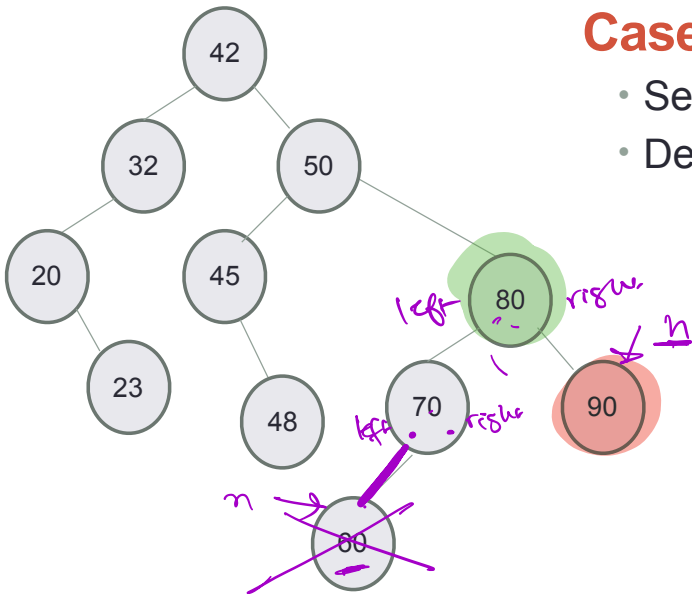 Case
• Se
• De
42
32
50
20
45
80
left
right
n
23
48
70
90
left
right
n
60